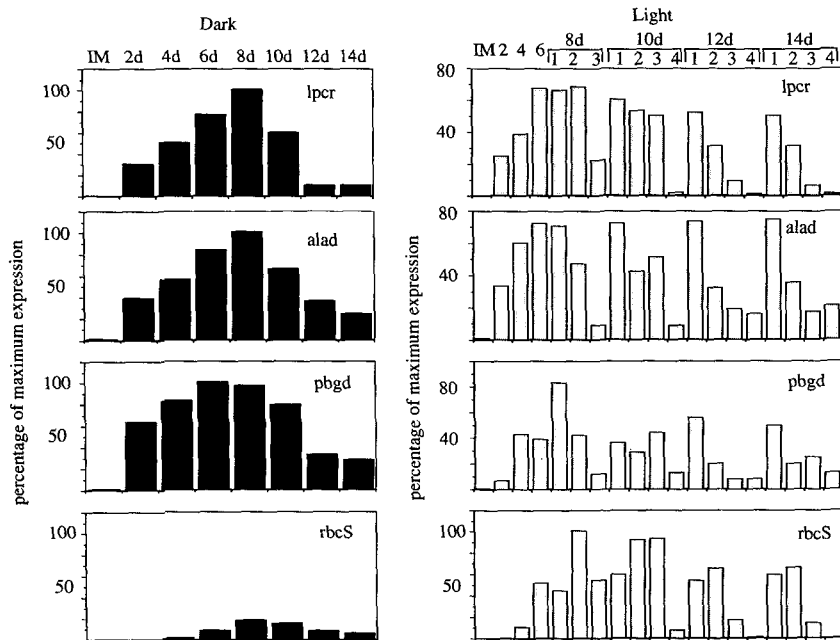 Dark
IM 2d 4d 6d 8d 10d 12d 14d
percentage of maximum expression
100
50
lpcr
100
50
alad
100
50
pbgd
100
50
rbcS
Light
8d 10d 12d 14d
IM 2 4 6 1 2 3 1 2 3 4 1 2 3 4 1 2 3 4
percentage of maximum expression
80
40
lpcr
80
40
alad
80
40
pbgd
100
50
rbcS